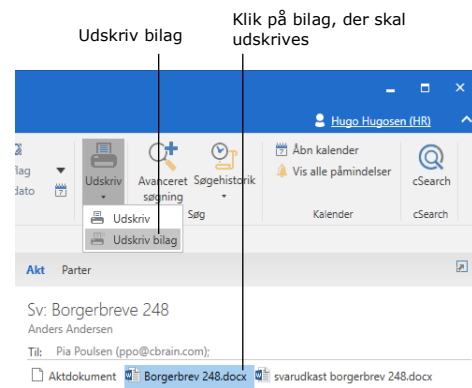 Klik på bilag, der skal
udskrives
Udskriv bilag
Hugo Hugosen (HR)
Udskriv
Avanceret
søgning
Søgehistorik
Åbn kalender
Vis alle påmindelser
cSearch
lag
dato
Søg
Kalender
cSearch
Udskriv
Udskriv bilag
Akt Parter
Sv: Borgerbreve 248
Anders Andersen
Til: Pia Poulsen (ppo@cbrain.com);
Aktdokument Borgerbrev 248.docx svarudkast borgerbrev 248.docx